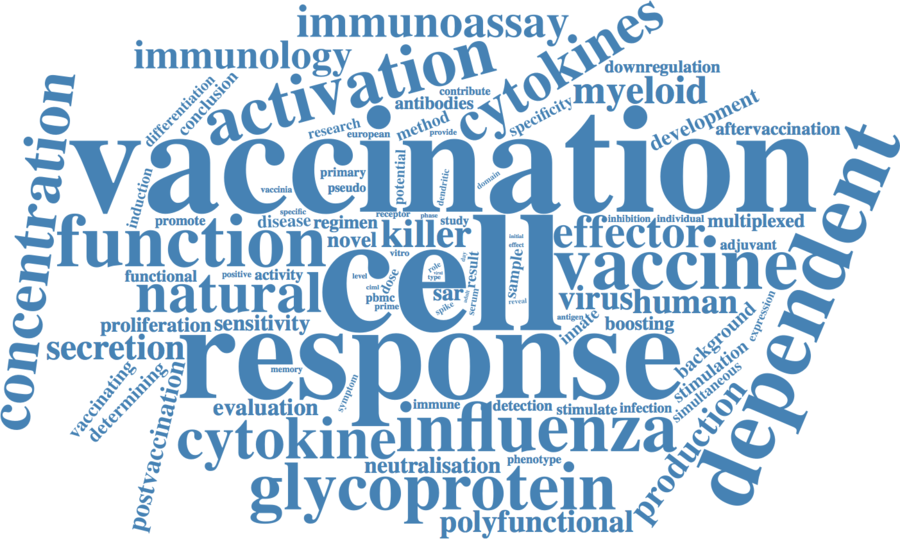 immunoassay
immunology
activation
cytokines
downregulation
myeloid
contribute
antibodies
differentiation
conclusion
concentration
research
european
method
provide
specificity
development
aftervaccination
vaccination
primary
pseudo
vaccinia
potential
dendritic
domain
induction
dependent
promote
specific
disease
regimen
receptor
phase
study
function
novel
killer
vitro
initial
effect
inhibition
individual
multiplexed
effector
adjuvant
vaccine
cell
functional
positive
activity
level
cim1
dose
role
viral
type
day
result
sample
reveal
natural
pbmc
prime
sar
spike
serum
virus
human
antigen
innate
boosting
background
expression
proliferation
sensitivity
secretion
response
memory
symptom
stimulation
simultaneous
vaccinating
determining
postvaccination
evaluation
immune
detection
stimulate
infection
production
cytokine
influenza
neutralisation
phenotype
glycoprotein
polyfunctional